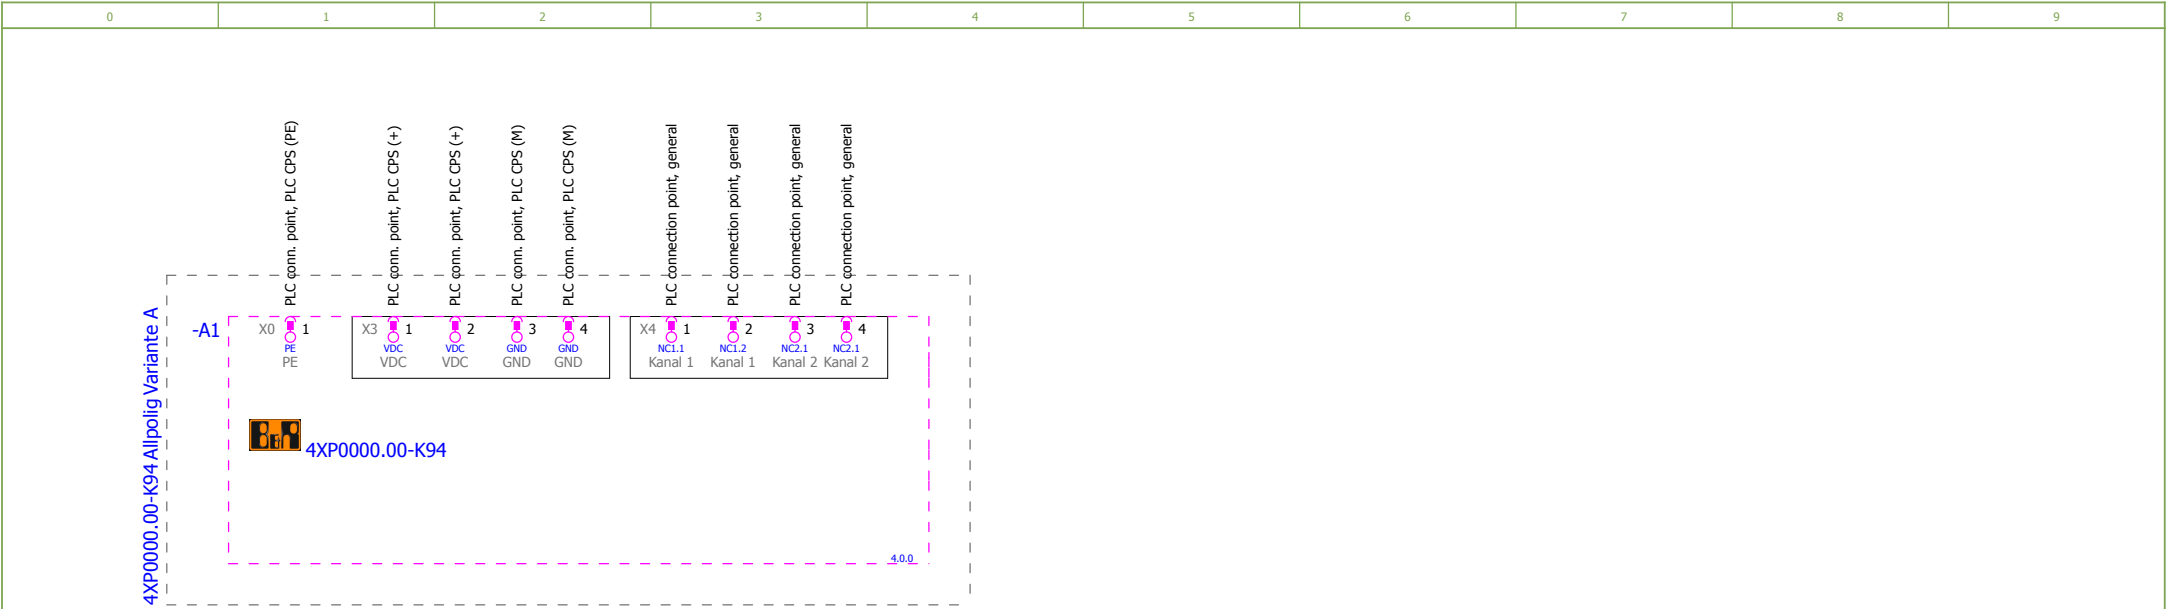 0 1 2 3 4 5 6 7 8 9
PLC conn. point, PLC CPS (PE)
PLC conn. point, PLC CPS (+)
PLC conn. point, PLC CPS (+)
PLC conn. point, PLC CPS (M)
PLC conn. point, PLC CPS (M)
PLC connection point, general
PLC connection point, general
PLC connection point, general
PLC connection point, general
4XP0000.00-K94 Allpolig Variante A
-A1 X0 1 X3 1 2 3 4 X4 1 2 3 4
PE VDC VDC GND GND NC1.1 NC1.2 NC2.1 NC2.1
PE VDC VDC GND GND Kanal 1 Kanal 1 Kanal 2 Kanal 2
B&R
4XP0000.00-K94
4.0.0